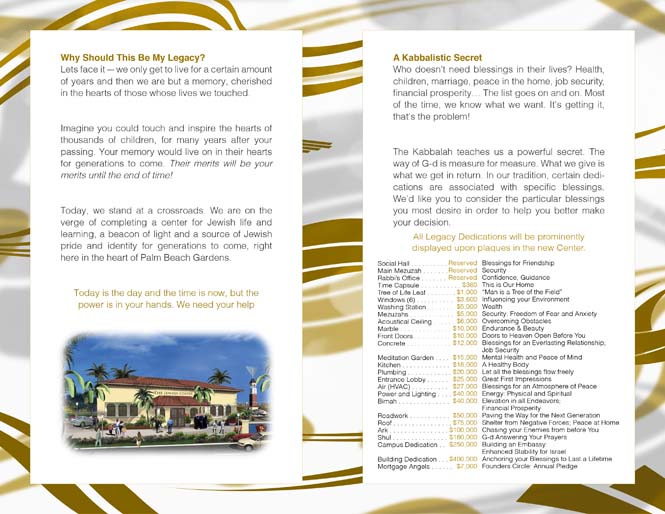 Why Should This Be My Legacy?
Lets face it — we only get to live for a certain amount
of years and then we are but a memory, cherished
in the hearts of those whose lives we touched.
Imagine you could touch and inspire the hearts of
thousands of children, for many years after your
passing. Your memory would live on in their hearts
for generations to come. Their merits will be your
merits until the end of time!
Today, we stand at a crossroads. We are on the
verge of completing a center for Jewish life and
learning, a beacon of light and a source of Jewish
pride and identity for generations to come, right
here in the heart of Palm Beach Gardens.
Today is the day and the time is now, but the
power is in your hands. We need your help
A Kabbalistic Secret
Who doesn't need blessings in their lives? Health,
children, marriage, peace in the home, job security,
financial prosperity… The list goes on and on. Most
of the time, we know what we want. It's getting it,
that's the problem!
The Kabbalah teaches us a powerful secret. The
way of G-d is measure for measure. What we give is
what we get in return. In our tradition, certain dedi-
cations are associated with specific blessings.
We'd like you to consider the particular blessings
you most desire in order to help you better make
your decision.
All Legacy Dedications will be prominently
displayed upon plaques in the new Center.
Social Hall . . . . . . . . . Reserved Blessings for Friendship
Main Mezuzah . . . . . . . Reserved Security
Rabbi's Office . . . . . . . Reserved Confidence, Guidance
Time Capsule . . . . . . . . . . $360 This is Our Home
Tree of Life Leaf . . . . . . . $1,000 "Man is a Tree of the Field"
Windows (6) . . . . . . . . . . $3,600 Influencing your Environment
Washing Station . . . . . . . $5,000 Wealth
Mezuzahs . . . . . . . . . . . $5,000 Security: Freedom of Fear and Anxiety
Acoustical Ceiling . . . . . $6,000 Overcoming Obstacles
Marble . . . . . . . . . . . . $10,000 Endurance & Beauty
Front Doors . . . . . . . . . $10,000 Doors to Heaven Open Before You
Concrete . . . . . . . . . . . $12,000 Blessings for an Everlasting Relationship,
Job Security
Meditation Garden . . . . $15,000 Mental Health and Peace of Mind
Kitchen . . . . . . . . . . . . $18,000 A Healthy Body
Plumbing . . . . . . . . . . . $20,000 Let all the blessings flow freely
Entrance Lobby . . . . . . $25,000 Great First Impressions
Air (HVAC) . . . . . . . . . . $27,000 Blessings for an Atmosphere of Peace
Power and Lighting . . . . $40,000 Energy: Physical and Spiritual
Bimah . . . . . . . . . . . . . $40,000 Elevation in all Endeavors;
Financial Prosperity
Roadwork . . . . . . . . . . $50,000 Paving the Way for the Next Generation
Roof . . . . . . . . . . . . . . $75,000 Shelter from Negative Forces; Peace at Home
Ark . . . . . . . . . . . . . . $100,000 Chasing your Enemies from before You
Shul . . . . . . . . . . . . . $180,000 G-d Answering Your Prayers
Campus Dedication . . $250,000 Building an Embassy:
Enhanced Stability for Israel
Building Dedication . . . $400,000 Anchoring your Blessings to Last a Lifetime
Mortgage Angels . . . . . . $7,000 Founders Circle: Annual Pledge